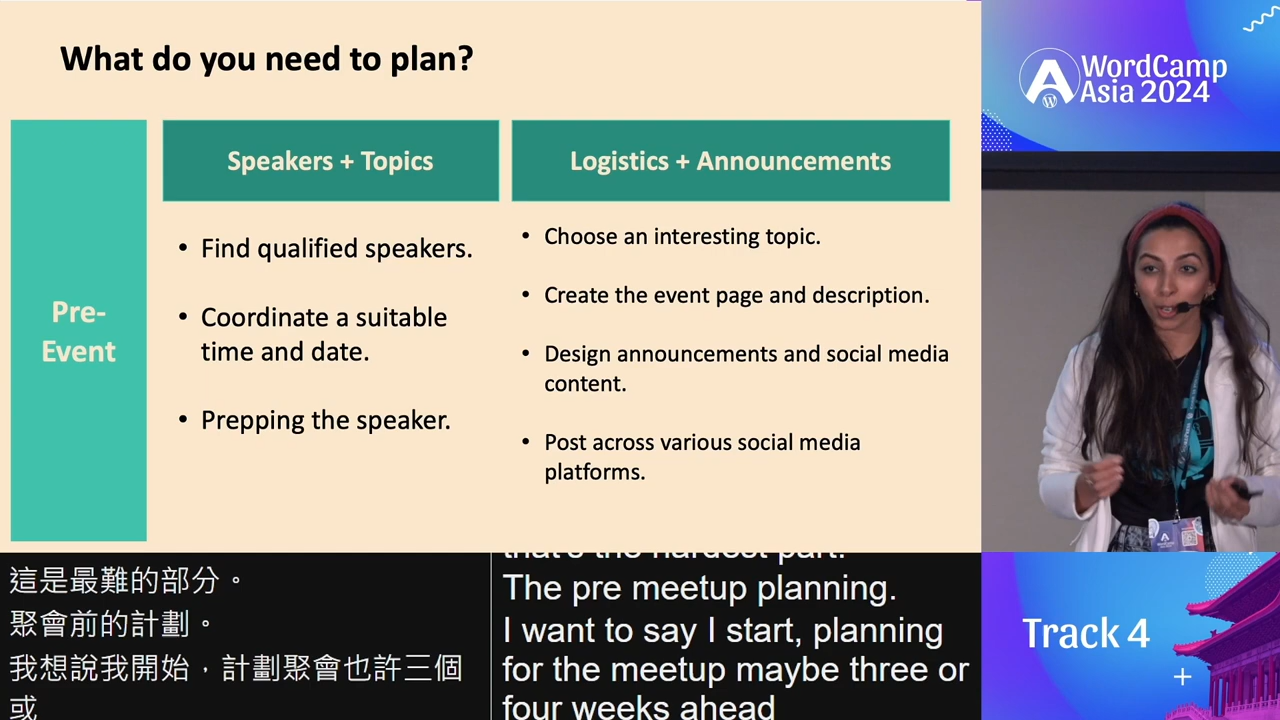 What do you need to plan?
Pre-
Event
Speakers + Topics
• Find qualified speakers.
• Coordinate a suitable
time and date.
• Prepping the speaker.
Logistics + Announcements
• Choose an interesting topic.
• Create the event page and description.
• Design announcements and social media
content.
• Post across various social media
platforms.
WordCamp
Asia 2024
這是最難的部分。
聚會前的計劃。
我想說我開始，計劃聚會也許三個
或
that's the hardest part.
The pre meetup planning.
I want to say I start, planning
for the meetup maybe three or
four weeks ahead
Track 4